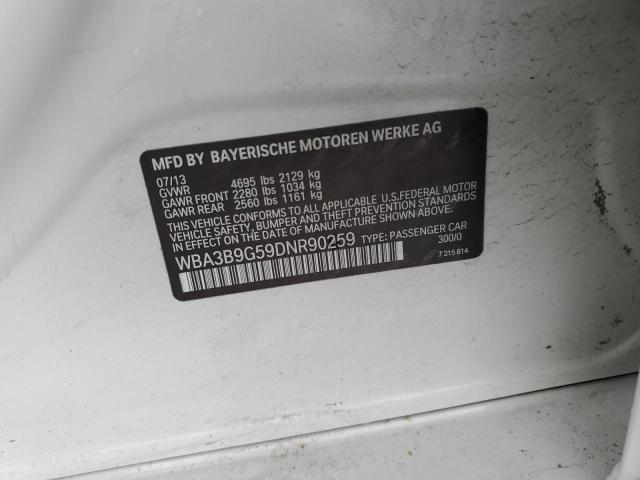 MFD BY BAYERISCHE MOTOREN WERKE AG
07/13
GVWR 4695 lbs 2129 kg
GAWR FRONT 2280 lbs 1034 kg
GAWR REAR 2560 lbs 1161 kg
THIS VEHICLE CONFORMS TO ALL APPLICABLE U.S. FEDERAL MOTOR
VEHICLE SAFETY, BUMPER, AND THEFT PREVENTION STANDARDS
IN EFFECT ON THE DATE OF MANUFACTURE SHOWN ABOVE.
WBA3B9G59DNR90259 TYPE: PASSENGER CAR
300/0
7 315 814